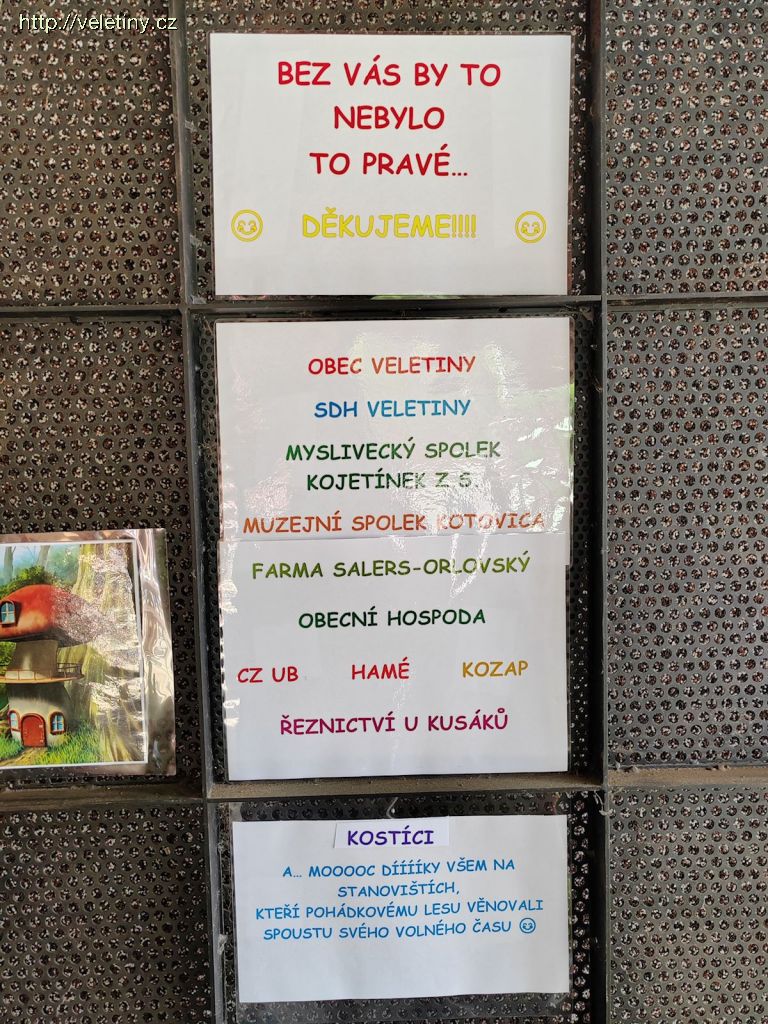 http://veletiny.cz
BEZ VÁS BY TO
NEBYLO
TO PRAVÉ...
DĚKUJEME!!!!
OBEC VELETINY
SDH VELETINY
MYSLIVECKÝ SPOLEK
KOJETÍNEK Z S.
MUZEJNÍ SPOLEK KOTOVICA
FARMA SALERS-ORLOVSKÝ
OBECNÍ HOSPODA
CZ UB HAMÉ KOZAP
ŘEZNICTVÍ U KUSÁKŮ
KOSTÍCI
A... MOOOOC DÍÍÍÍKY VŠEM NA
STANOVIŠTÍCH,
KTEŘÍ POHÁDKOVÉMU LESU VĚNOVALI
SPOUSTU SVÉHO VOLNÉHO ČASU